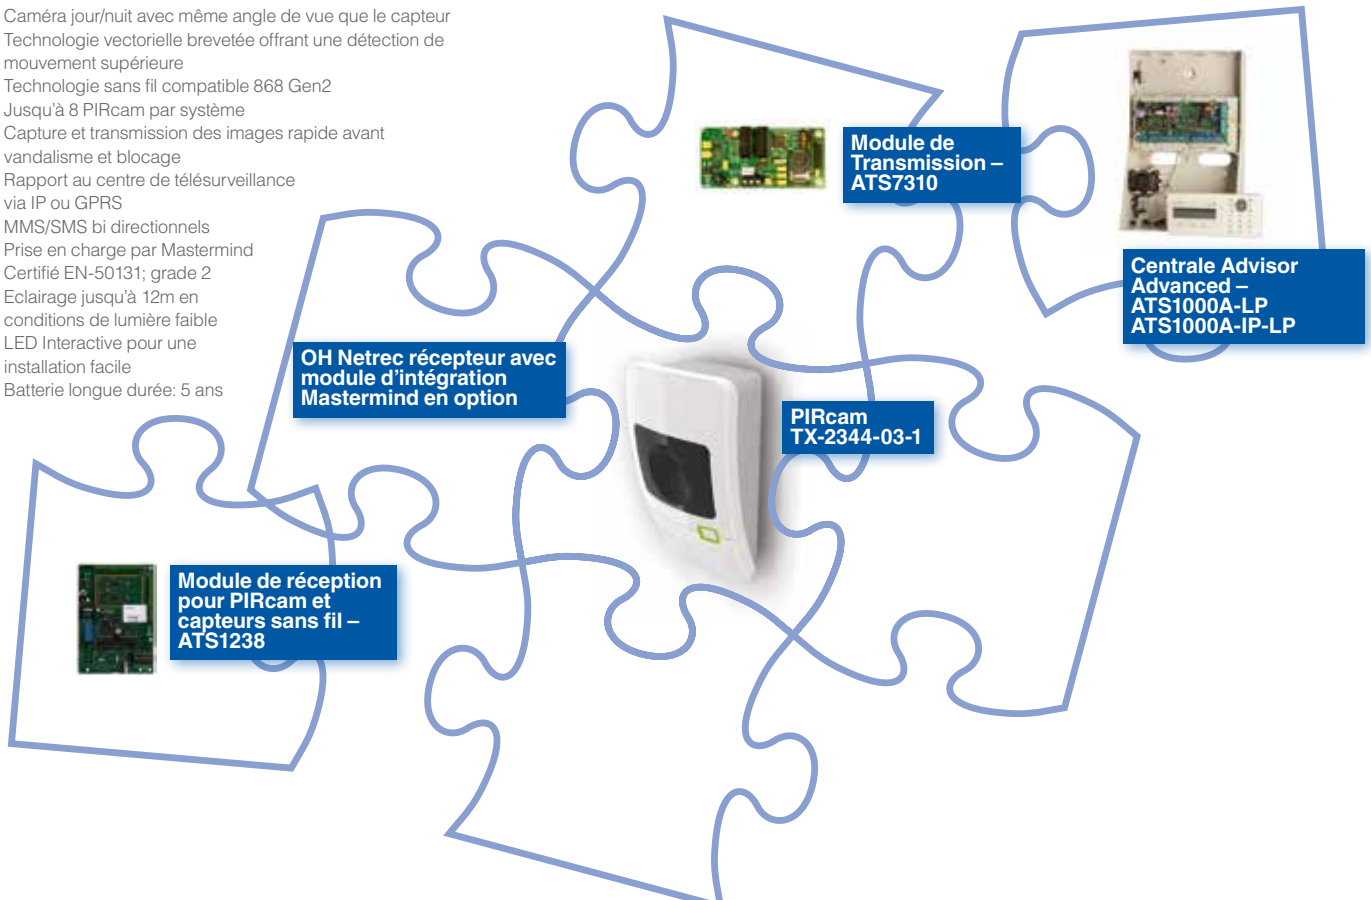 Caméra jour/nuit avec même angle de vue que le capteur
Technologie vectorielle brevetée offrant une détection de
mouvement supérieure
Technologie sans fil compatible 868 Gen2
Jusqu'à 8 PIRcam par système
Capture et transmission des images rapide avant
vandalisme et blocage
Rapport au centre de télésurveillance
via IP ou GPRS
MMS/SMS bi directionnels
Prise en charge par Mastermind
Certifié EN-50131; grade 2
Eclairage jusqu'à 12m en
conditions de lumière faible
LED Interactive pour une
installation facile
Batterie longue durée: 5 ans
Module de
Transmission –
ATS7310
Centrale Advisor
Advanced –
ATS1000A-LP
ATS1000A-IP-LP
OH Netrec récepteur avec
module d'intégration
Mastermind en option
PIRcam
TX-2344-03-1
Module de réception
pour PIRcam et
capteurs sans fil –
ATS1238